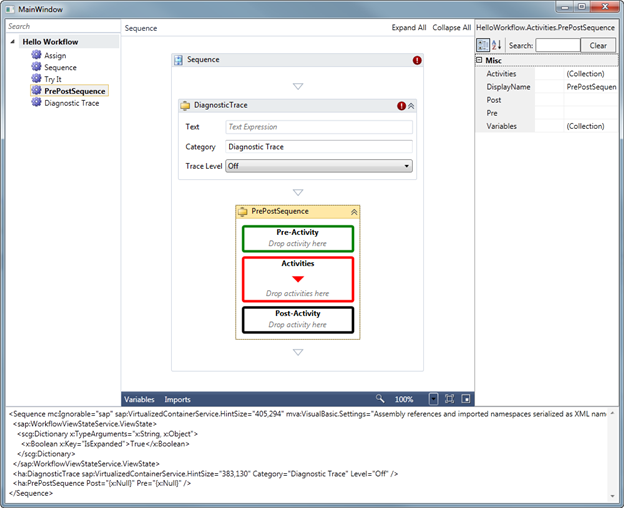 MainWindow
Search
Sequence
Expand All Collapse All
HelloWorkflow.Activities.PrePostSequence
Hello Workflow
Assign
Sequence
Try It
PrePostSequence
Diagnostic Trace
Sequence
DiagnosticTrace
Text Text Expression
Category Diagnostic Trace
Trace Level Off
PrePostSequence
Pre-Activity
Drop activity here
Activities
Drop activities here
Post-Activity
Drop activity here
Search: Clear
Misc
Activities (Collection)
DisplayName PrePostSequen
Post
Pre
Variables (Collection)
Variables Imports 100%
<Sequence mc:Ignorable="sap" sap:VirtualizedContainerService.HintSize="405,294" mva:VisualBasic.Settings="Assembly references and imported namespaces serialized as XML nam
<sap:WorkflowViewStateService.ViewState>
<scg:Dictionary x:TypeArguments="x:String, x:Object">
<x:Boolean x:Key="IsExpanded">True</x:Boolean>
</scg:Dictionary>
</sap:WorkflowViewStateService.ViewState>
<ha:DiagnosticTrace sap:VirtualizedContainerService.HintSize="383,130" Category="Diagnostic Trace" Level="Off" />
<ha:PrePostSequence Post="{x:Null}" Pre="{x:Null}" />
</Sequence>